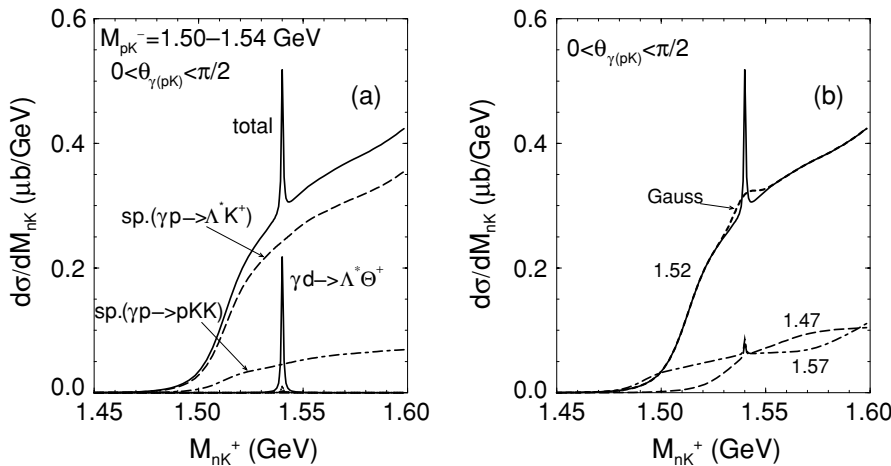 M_pK⁻=1.50–1.54 GeV
0<θ_γ(pK)<π/2
(a)
total
sp.(γp–>Λ*K⁺)
γd–>Λ*Θ⁺
sp.(γp–>pKK)
dσ/dM_nK (μb/GeV)
0.6
0.4
0.2
0.0
1.45
1.50
1.55
1.60
M_nK⁺ (GeV)
0<θ_γ(pK)<π/2
(b)
Gauss
1.52
1.47
1.57
dσ/dM_nK (μb/GeV)
0.6
0.4
0.2
0.0
1.45
1.50
1.55
1.60
M_nK⁺ (GeV)